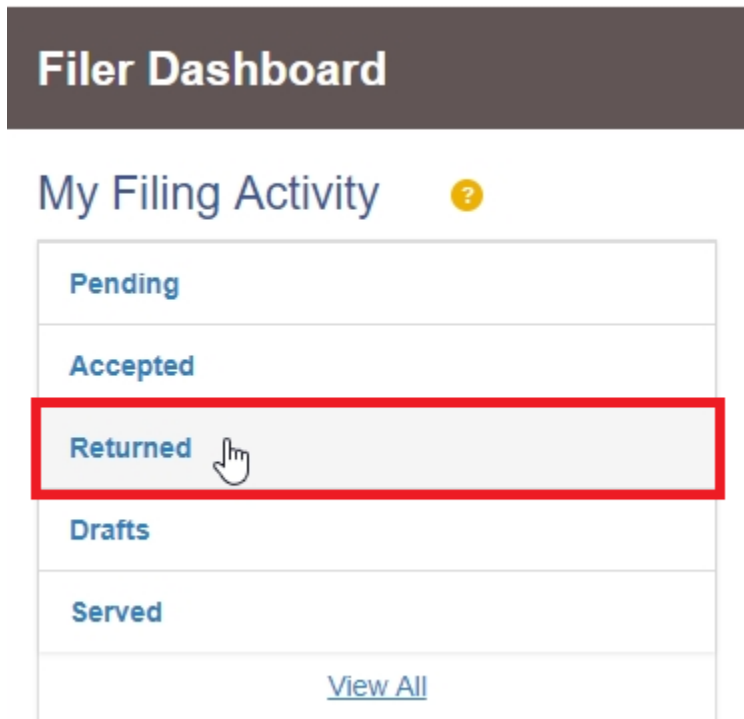 Filer Dashboard
My Filing Activity ?
Pending
Accepted
Returned
Drafts
Served
View All